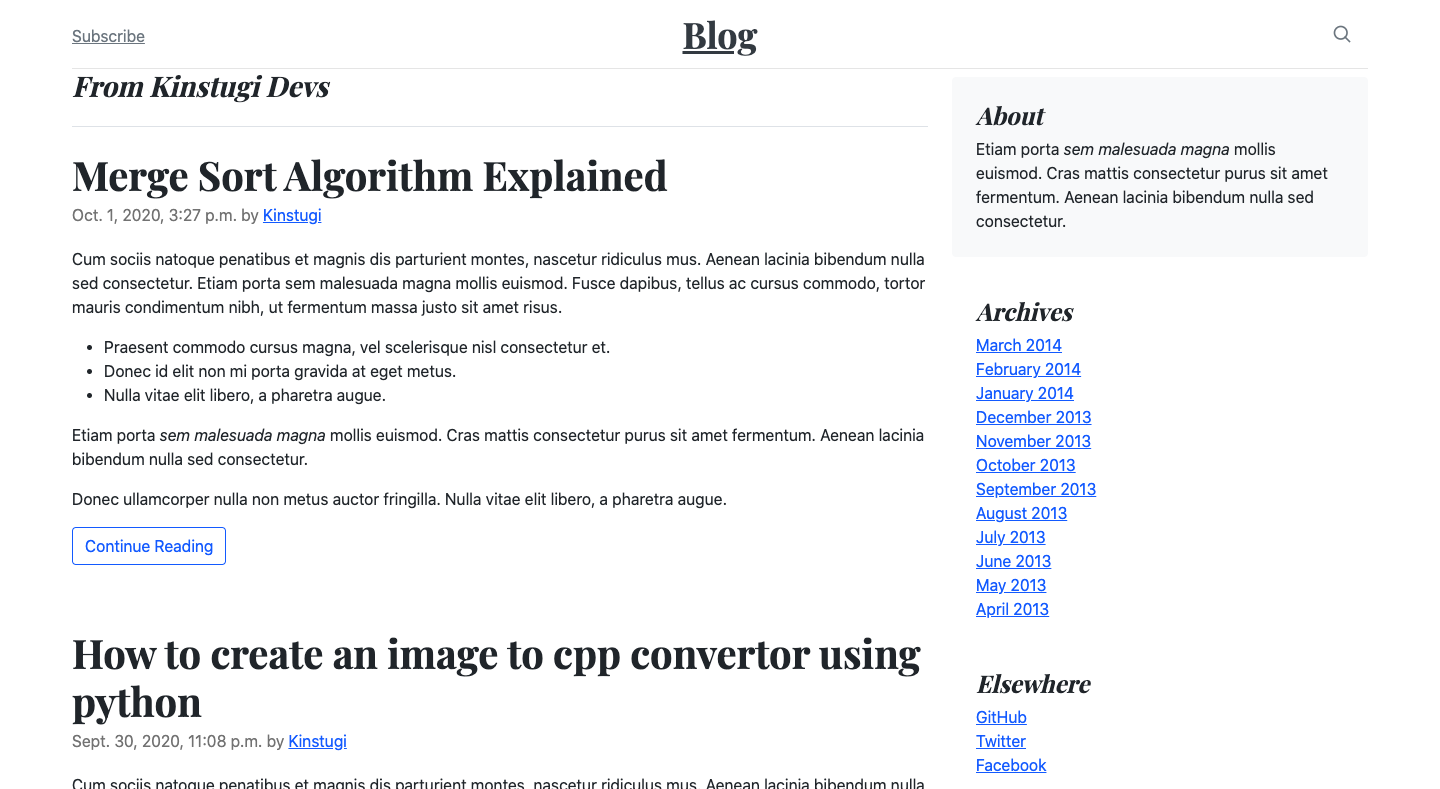 Subscribe
Blog
From Kinstugi Devs
Merge Sort Algorithm Explained
Oct. 1, 2020, 3:27 p.m. by Kinstugi
Cum sociis natoque penatibus et magnis dis parturient montes, nascetur ridiculus mus. Aenean lacinia bibendum nulla
sed consectetur. Etiam porta sem malesuada magna mollis euismod. Fusce dapibus, tellus ac cursus commodo, tortor
mauris condimentum nibh, ut fermentum massa justo sit amet risus.
• Praesent commodo cursus magna, vel scelerisque nisl consectetur et.
• Donec id elit non mi porta gravida at eget metus.
• Nulla vitae elit libero, a pharetra augue.
Etiam porta sem malesuada magna mollis euismod. Cras mattis consectetur purus sit amet fermentum. Aenean lacinia
bibendum nulla sed consectetur.
Donec ullamcorper nulla non metus auctor fringilla. Nulla vitae elit libero, a pharetra augue.
Continue Reading
How to create an image to cpp convertor using
python
Sept. 30, 2020, 11:08 p.m. by Kinstugi
Cum sociis natoque penatibus et magnis dis parturient montes, nascetur ridiculus mus. Aenean lacinia bibendum nulla
About
Etiam porta sem malesuada magna mollis
euismod. Cras mattis consectetur purus sit amet
fermentum. Aenean lacinia bibendum nulla sed
consectetur.
Archives
March 2014
February 2014
January 2014
December 2013
November 2013
October 2013
September 2013
August 2013
July 2013
June 2013
May 2013
April 2013
Elsewhere
GitHub
Twitter
Facebook